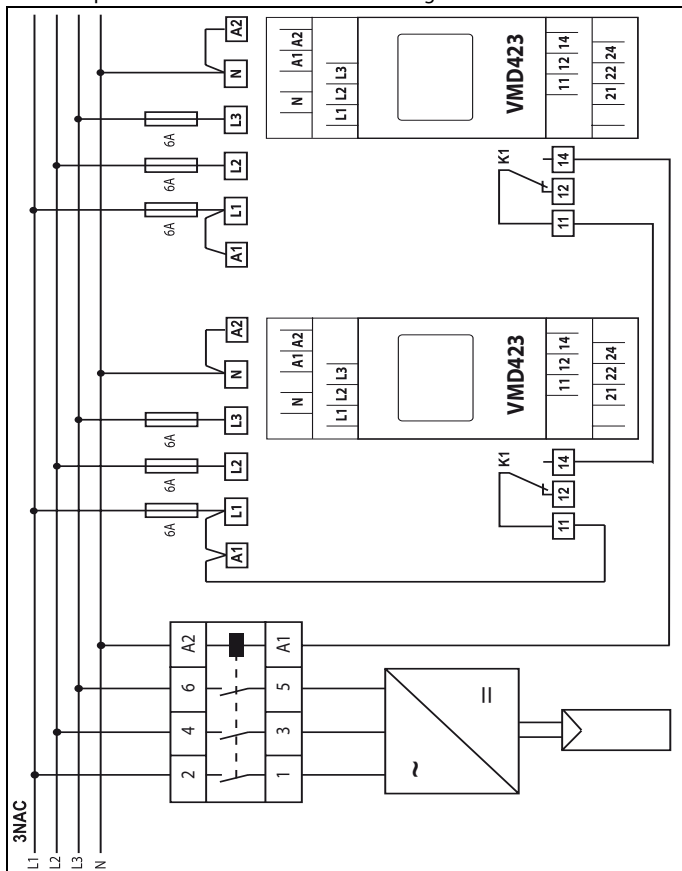 3NAC
L1
L2
L3
N
6A 6A 6A 6A 6A 6A
2 4 6 A2
A1 L1 L2 L3 N A2 A1 L1 L2 L3 N A2
1 3 5 A1
N A1 A2 N A1 A2
L1 L2 L3 L1 L2 L3
~
=
K1 VMD423 K1 VMD423
11 12 14 11 12 14 11 12 14 11 12 14
21 22 24 21 22 24